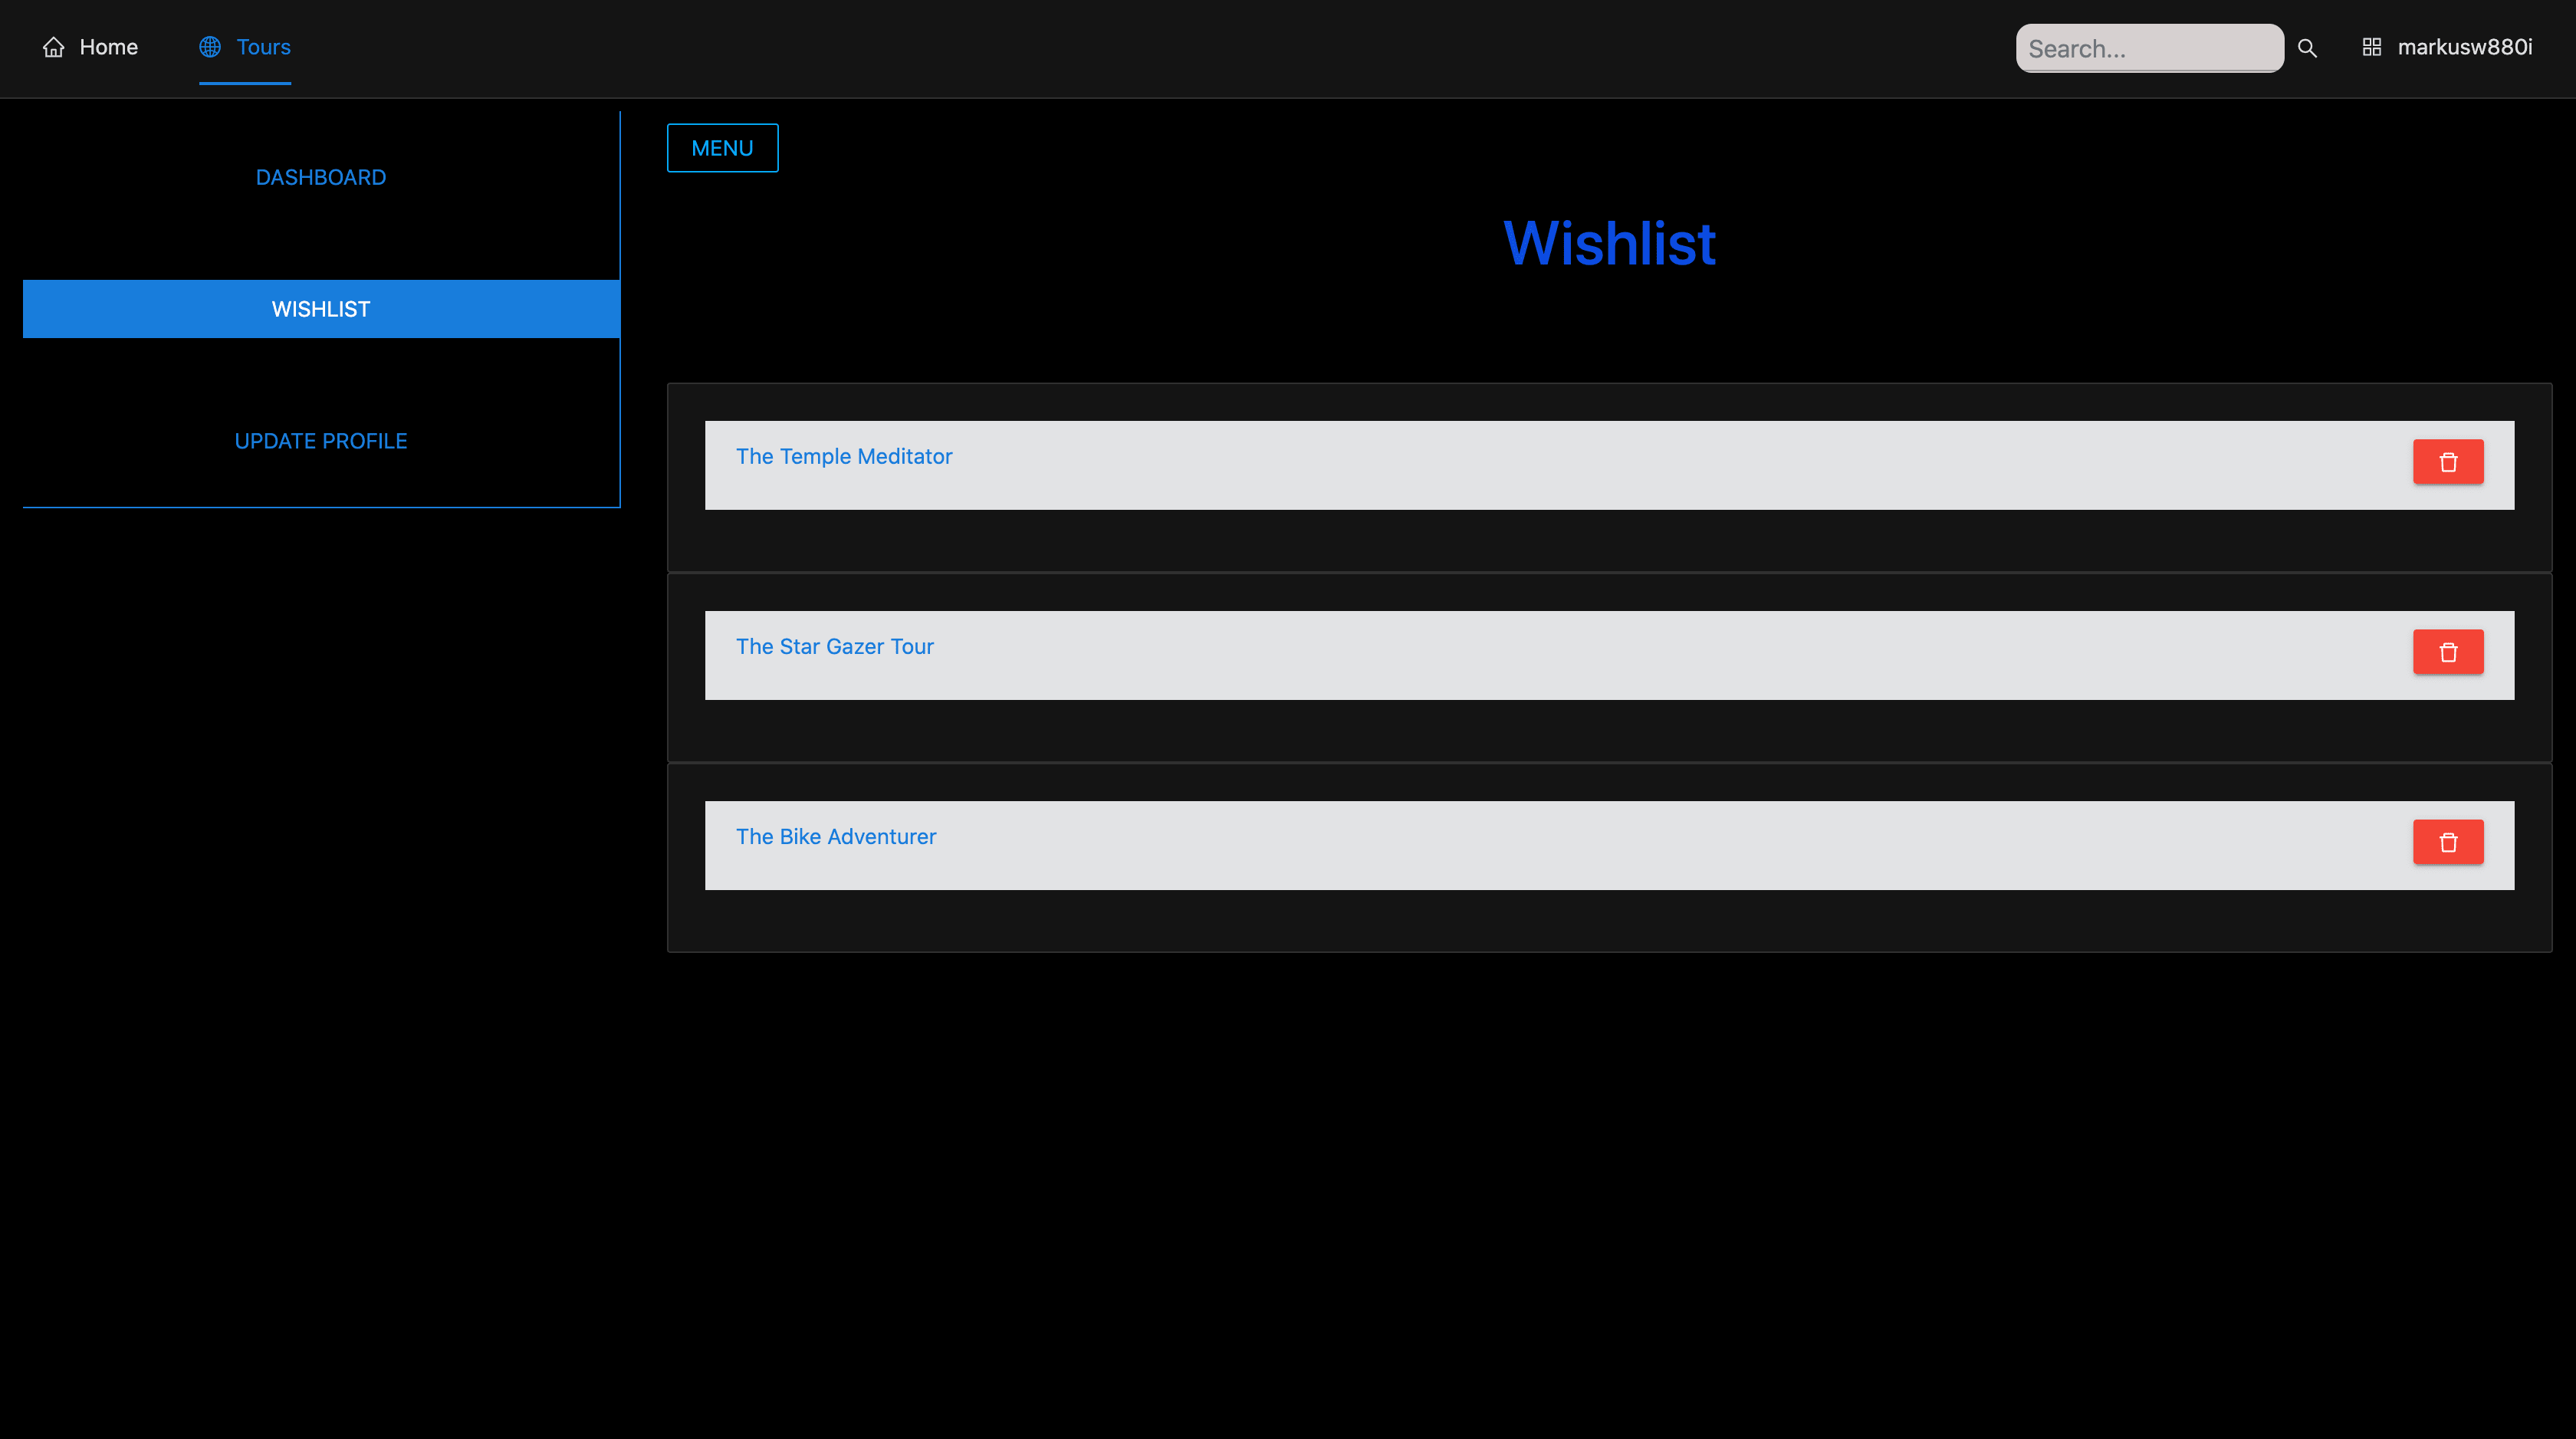 Home
Tours
Search...
markusw880i
DASHBOARD
WISHLIST
UPDATE PROFILE
MENU
Wishlist
The Temple Meditator
The Star Gazer Tour
The Bike Adventurer